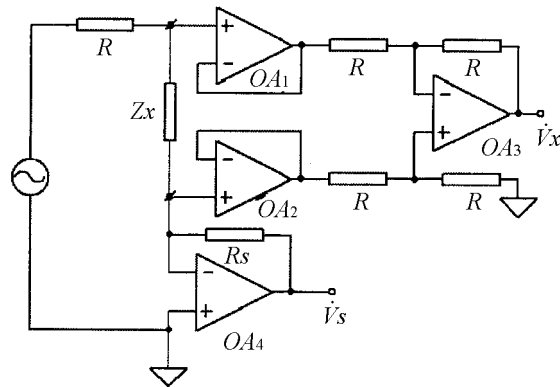 R
+
−
OA₁
R
R
Zx
−
+
OA₃
V̇x
+
−
OA₂
R
R
Rs
−
+
OA₄
V̇s